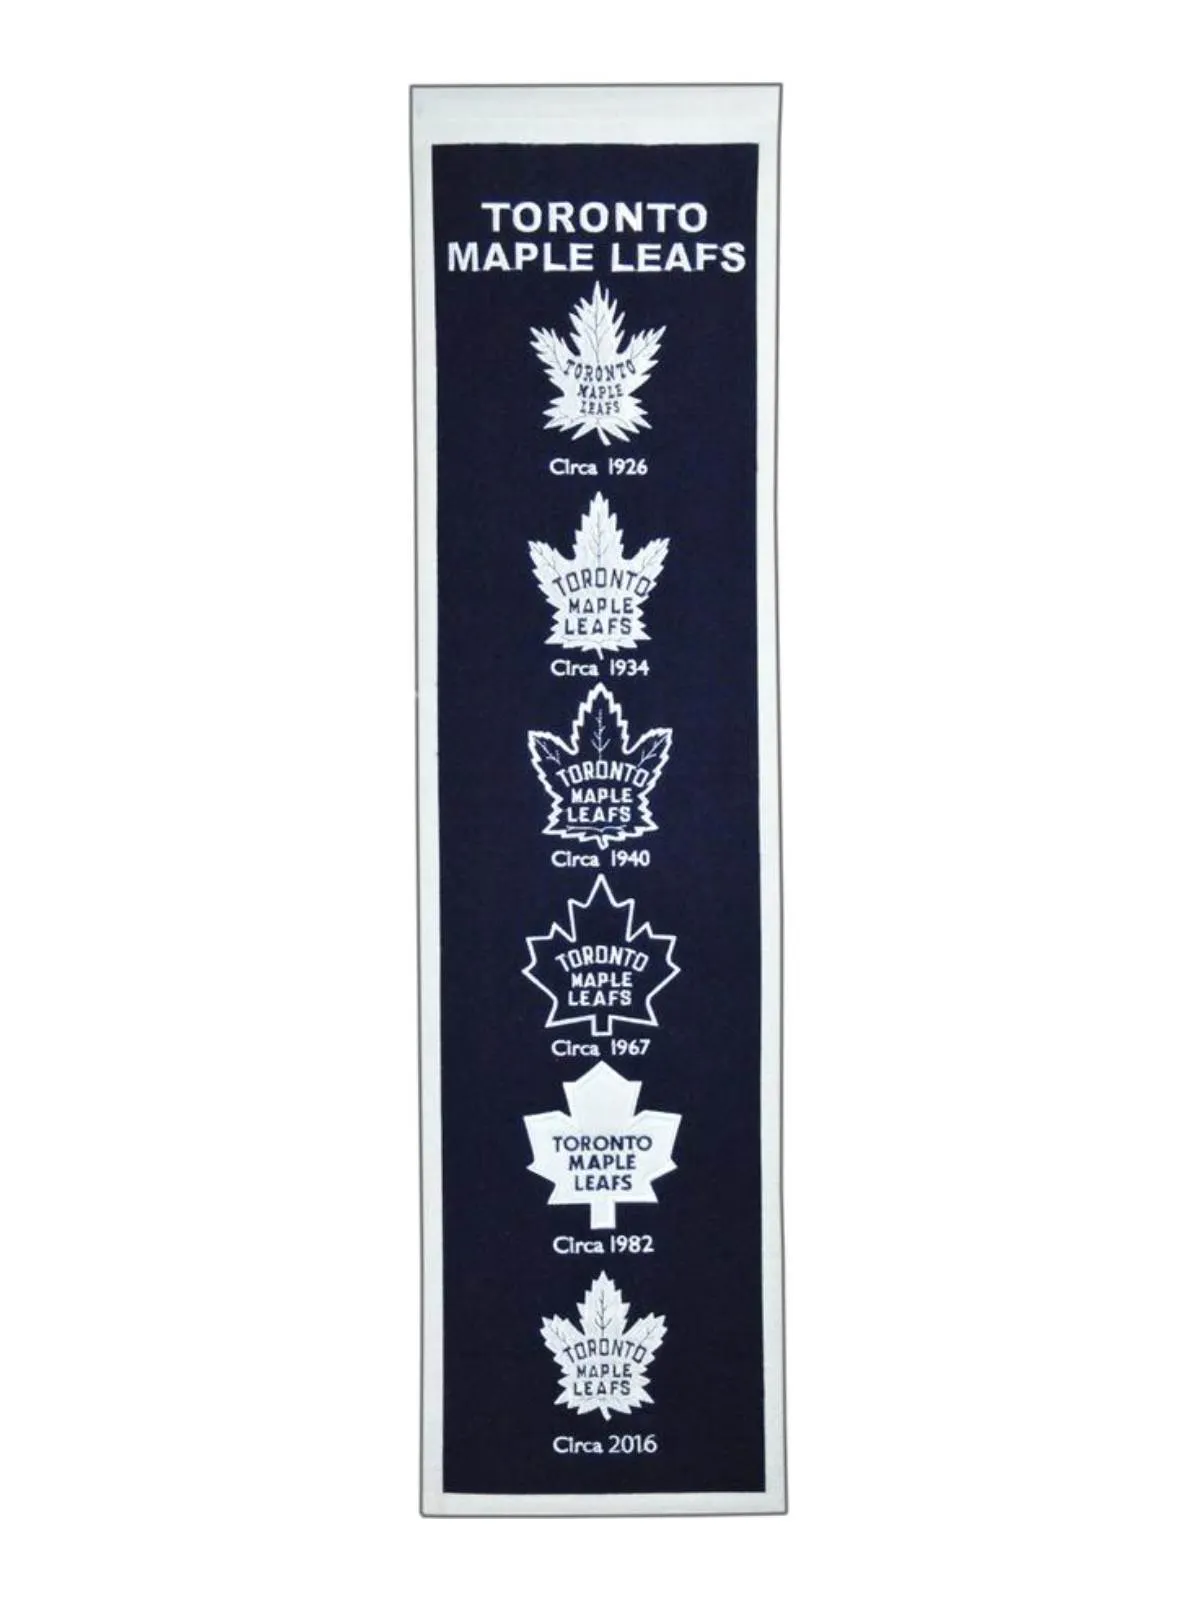 TORONTO
MAPLE LEAFS
TORONTO
MAPLE
LEAFS
Circa 1926
TORONTO
MAPLE
LEAFS
Circa 1934
TORONTO
MAPLE
LEAFS
Circa 1940
TORONTO
MAPLE
LEAFS
Circa 1967
TORONTO
MAPLE
LEAFS
Circa 1982
TORONTO
MAPLE
LEAFS
Circa 2016